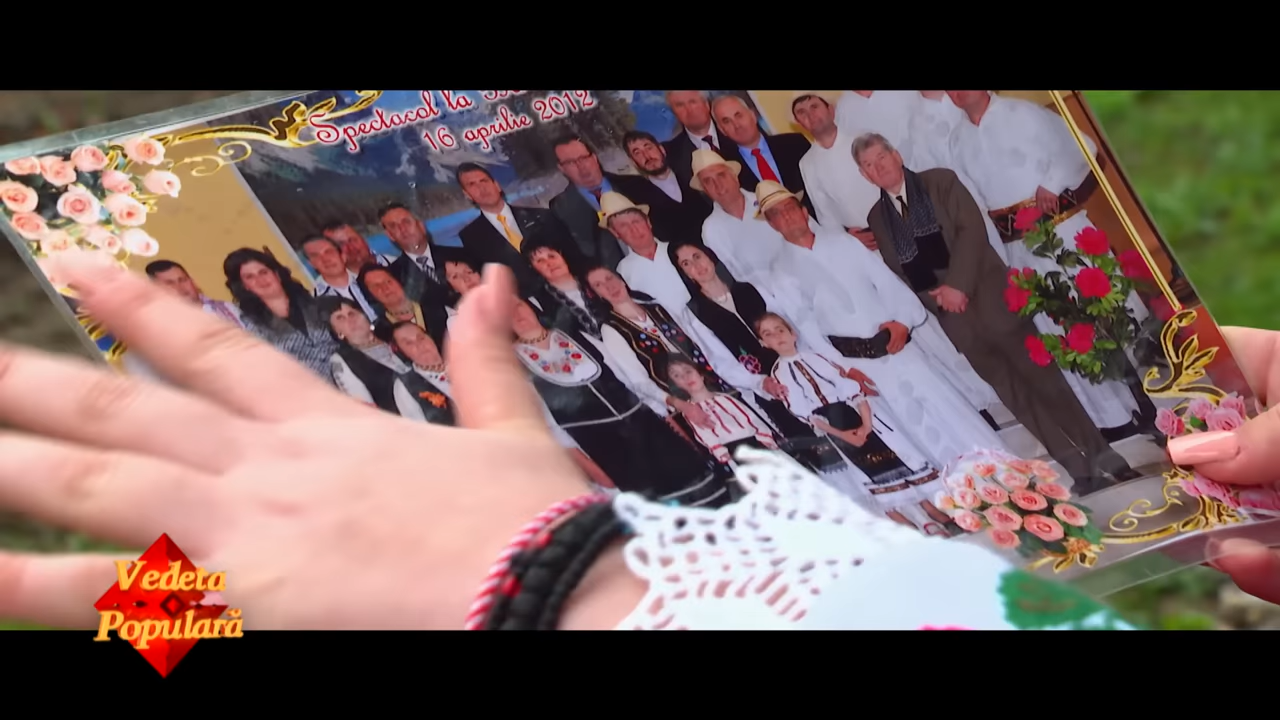 Spectacol la
16 aprilie 2012
Vedeta
Populară